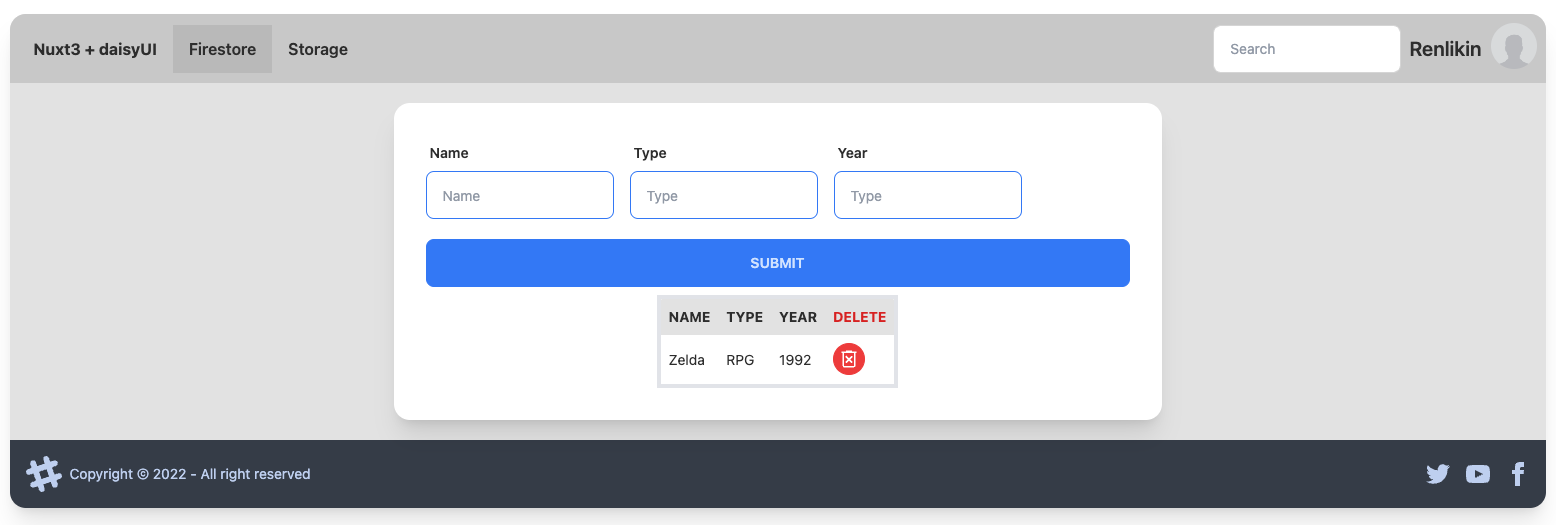 Nuxt3 + daisyUI Firestore Storage Search Renlikin
Name Type Year
Name Type Type
SUBMIT
NAME TYPE YEAR DELETE
Zelda RPG 1992
Copyright © 2022 - All right reserved